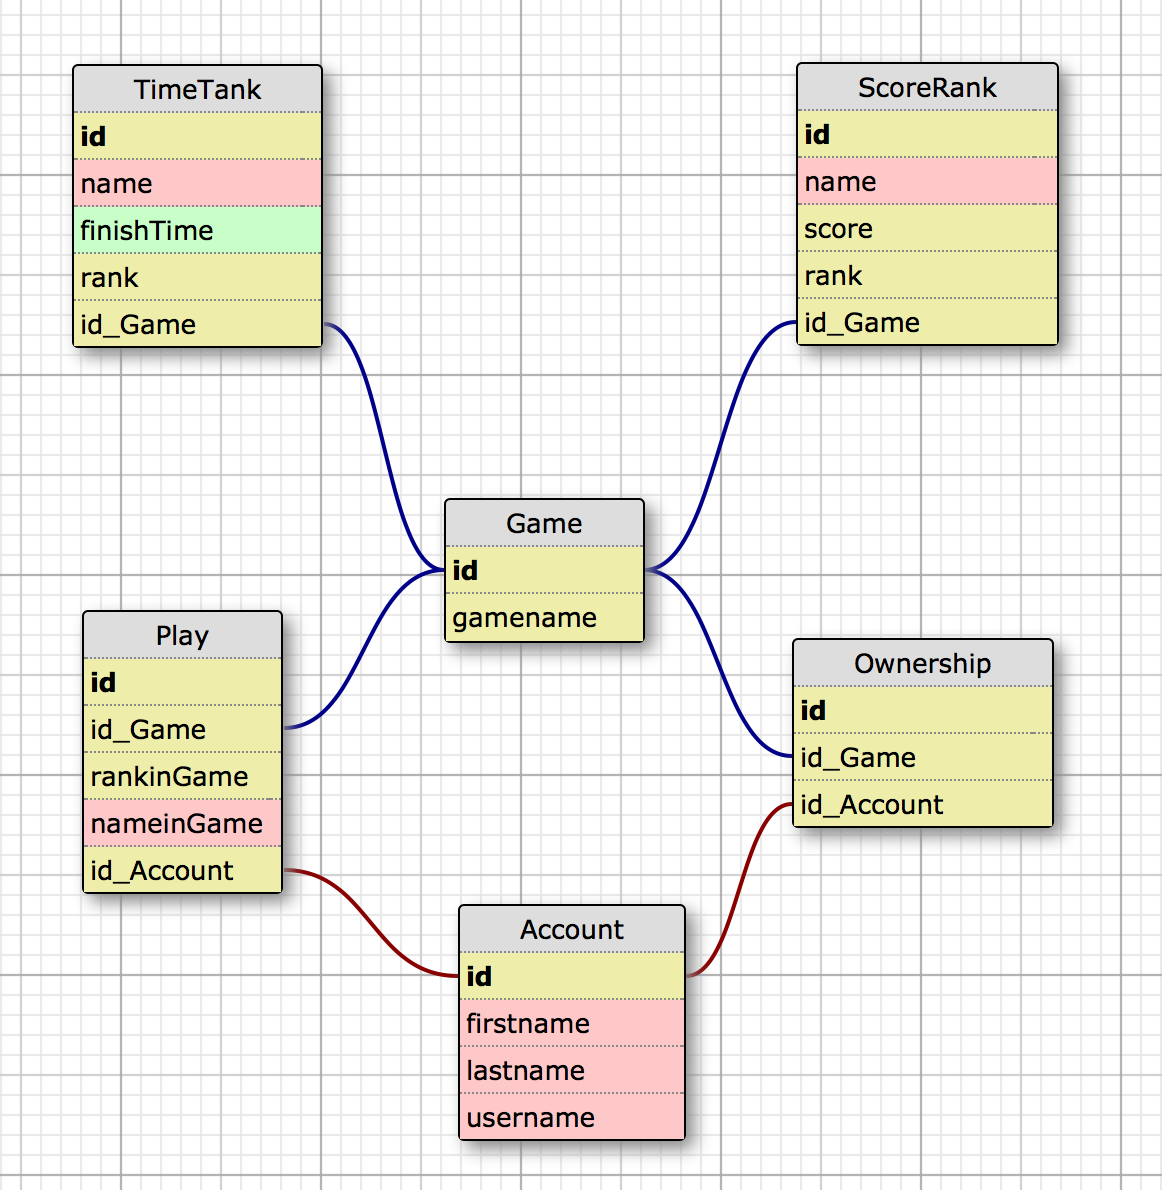 TimeTank
id
name
finishTime
rank
id_Game
ScoreRank
id
name
score
rank
id_Game
Game
id
gamename
Play
id
id_Game
rankinGame
nameinGame
id_Account
Ownership
id
id_Game
id_Account
Account
id
firstname
lastname
username